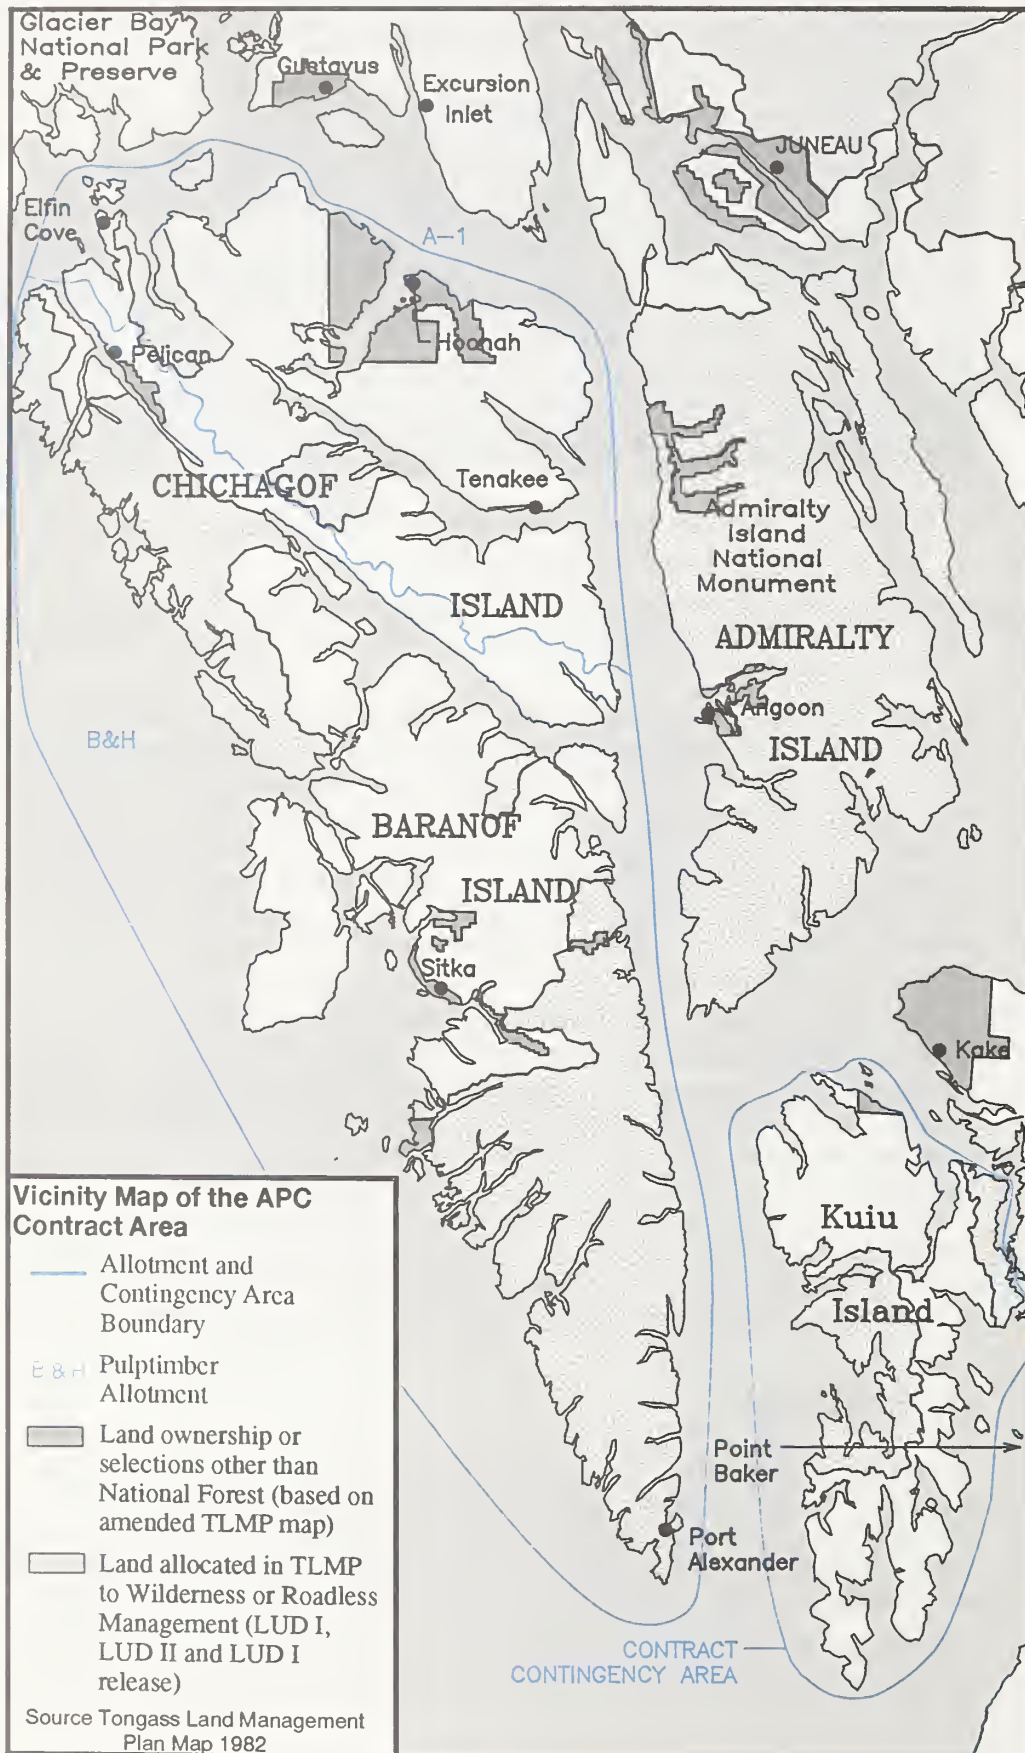 Glacier Bay
National Park
& Preserve
Gustavus
Excursion
Inlet
JUNEAU
Elfin
Cove
A-1
Hoonah
Pelican
CHICHAGOF
Tenakee
Admiralty
Island
National
Monument
ISLAND
ADMIRALTY
Angoon
B&H
ISLAND
BARANOF
ISLAND
Sitka
Kake
Kuiu
Island
Point
Baker
Port
Alexander
CONTRACT
CONTINGENCY AREA
Vicinity Map of the APC
Contract Area
Allotment and
Contingency Area
Boundary
B & H Pulptimber
Allotment
Land ownership or
selections other than
National Forest (based on
amended TLMP map)
Land allocated in TLMP
to Wilderness or Roadless
Management (LUD I,
LUD II and LUD I
release)
Source Tongass Land Management
Plan Map 1982